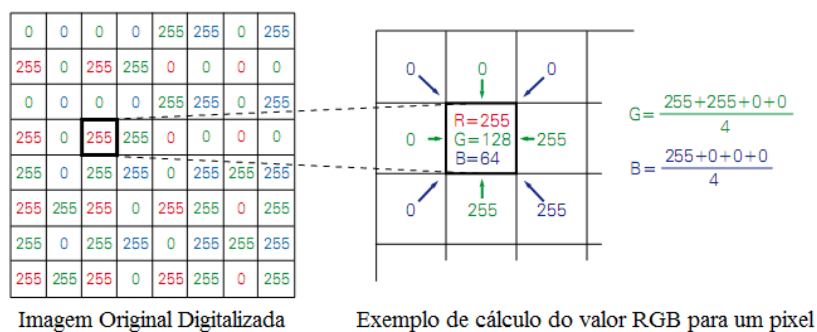 0 0 0 0 255 255 0 255
255 0 255 255 0 0 0 0
0 0 0 0 255 255 0 255
255 0 255 255 0 0 0 0
255 0 255 255 0 255 255 255
255 255 255 0 255 255 0 255
255 0 255 255 0 255 255 255
255 255 255 0 255 255 0 255
Imagem Original Digitalizada
0 0 0
R=255
0 G=128 255
B=64
0 255 255
G= 255+255+0+0
4
B= 255+0+0+0
4
Exemplo de cálculo do valor RGB para um pixel